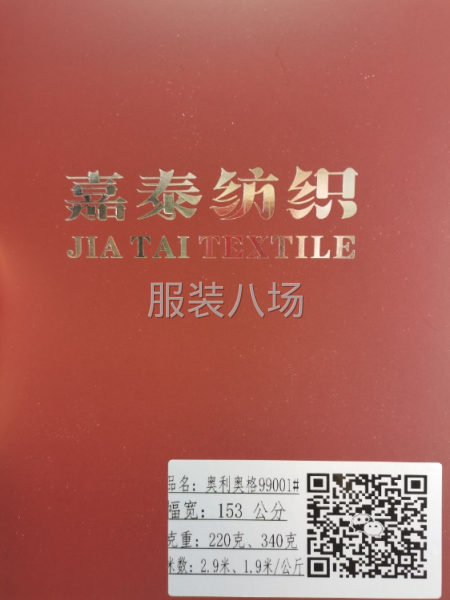 嘉泰纺织
JIA TAI TEXTILE
服装八场
品名：奥利奥格99001#
幅宽：153 公分
克重：220克、340克
米数：2.9米、1.9米/公斤